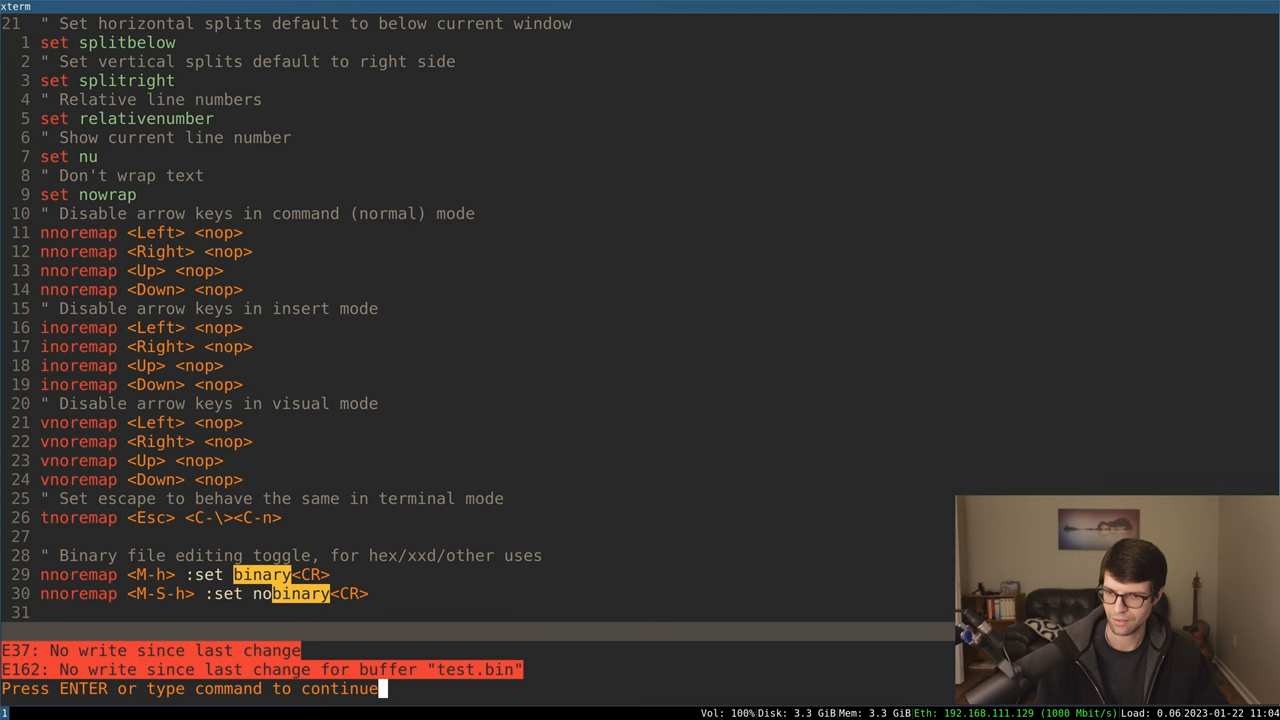 xterm
21  " Set horizontal splits default to below current window
1 set splitbelow
2 " Set vertical splits default to right side
3 set splitright
4 " Relative line numbers
5 set relativenumber
6 " Show current line number
7 set nu
8 " Don't wrap text
9 set nowrap
10 " Disable arrow keys in command (normal) mode
11 nnoremap <Left> <nop>
12 nnoremap <Right> <nop>
13 nnoremap <Up> <nop>
14 nnoremap <Down> <nop>
15 " Disable arrow keys in insert mode
16 inoremap <Left> <nop>
17 inoremap <Right> <nop>
18 inoremap <Up> <nop>
19 inoremap <Down> <nop>
20 " Disable arrow keys in visual mode
21 vnoremap <Left> <nop>
22 vnoremap <Right> <nop>
23 vnoremap <Up> <nop>
24 vnoremap <Down> <nop>
25 " Set escape to behave the same in terminal mode
26 tnoremap <Esc> <C-\><C-n>
27
28 " Binary file editing toggle, for hex/xxd/other uses
29 nnoremap <M-h> :set binary<CR>
30 nnoremap <M-S-h> :set nobinary<CR>
31
E37: No write since last change
E162: No write since last change for buffer "test.bin"
Press ENTER or type command to continue
1 Vol: 100% Disk: 3.3 GiB Mem: 3.3 GiB Eth: 192.168.111.129 (1000 Mbit/s) Load: 0.06 2023-01-22 11:04